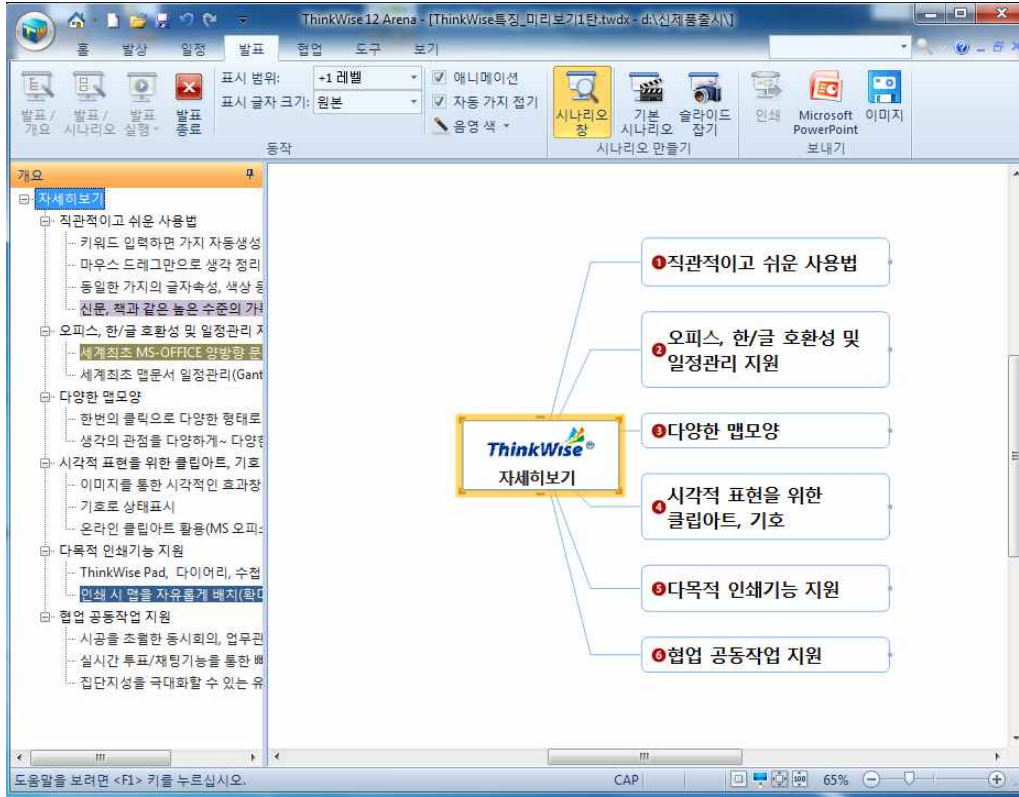 ThinkWise 12 Arena - [ThinkWise특징_미리보기1탄.twdx - d:\신제품출시\]
홈 발상 일정 발표 협업 도구 보기
발표/개요
발표/시나리오
발표 실행
발표 종료
표시 범위: +1 레벨
표시 글자 크기: 원본
애니메이션
자동 가지 접기
음영 색
동작
시나리오 창
기본 시나리오
슬라이드 잡기
시나리오 만들기
인쇄
Microsoft PowerPoint
이미지
보내기
개요
자세히보기
직관적이고 쉬운 사용법
키워드 입력하면 가지 자동생성
마우스 드레그만으로 생각 정리
동일한 가지의 글자속성, 색상
신문, 책과 같은 높은 수준의
오피스, 한/글 호환성 및 일정관리
세계최초 MS-OFFICE 양방향
세계최초 맵문서 일정관리(Gant
다양한 맵모양
한번의 클릭으로 다양한 형태로
생각의 관점을 다양하게~
시각적 표현을 위한 클립아트, 기호
이미지를 통한 시각적인 효과창
기호로 상태표시
온라인 클립아트 활용(MS 오피
다목적 인쇄기능 지원
ThinkWise Pad, 다이어리, 수첩
인쇄 시 맵을 자유롭게 배치
협업 공동작업 지원
시공을 초월한 동시회의, 업무관
실시간 투표/채팅기능을 통한
집단지성을 극대화할 수 있는 유
ThinkWise®
자세히보기
1 직관적이고 쉬운 사용법
2 오피스, 한/글 호환성 및
일정관리 지원
3 다양한 맵모양
4 시각적 표현을 위한
클립아트, 기호
5 다목적 인쇄기능 지원
6 협업 공동작업 지원
도움말을 보려면 <F1> 키를 누르십시오.
CAP
100
65%